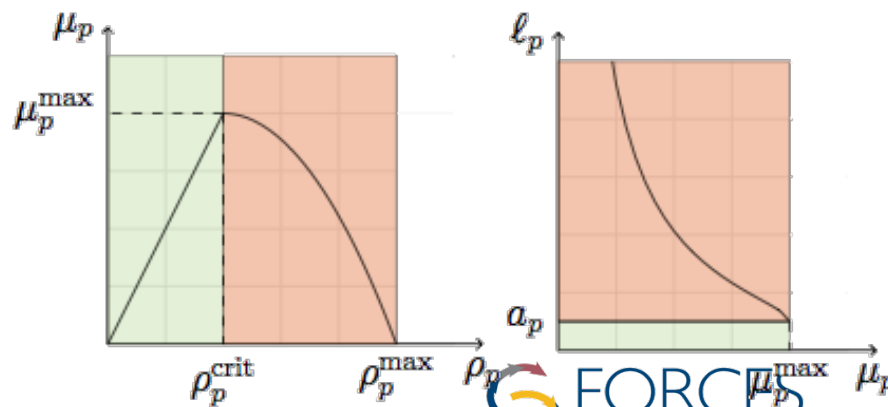 μ_p
μ_p^max
ρ_p^crit
ρ_p^max
ρ_p
ℓ_p
a_p
μ_p^max
μ_p
FORCES